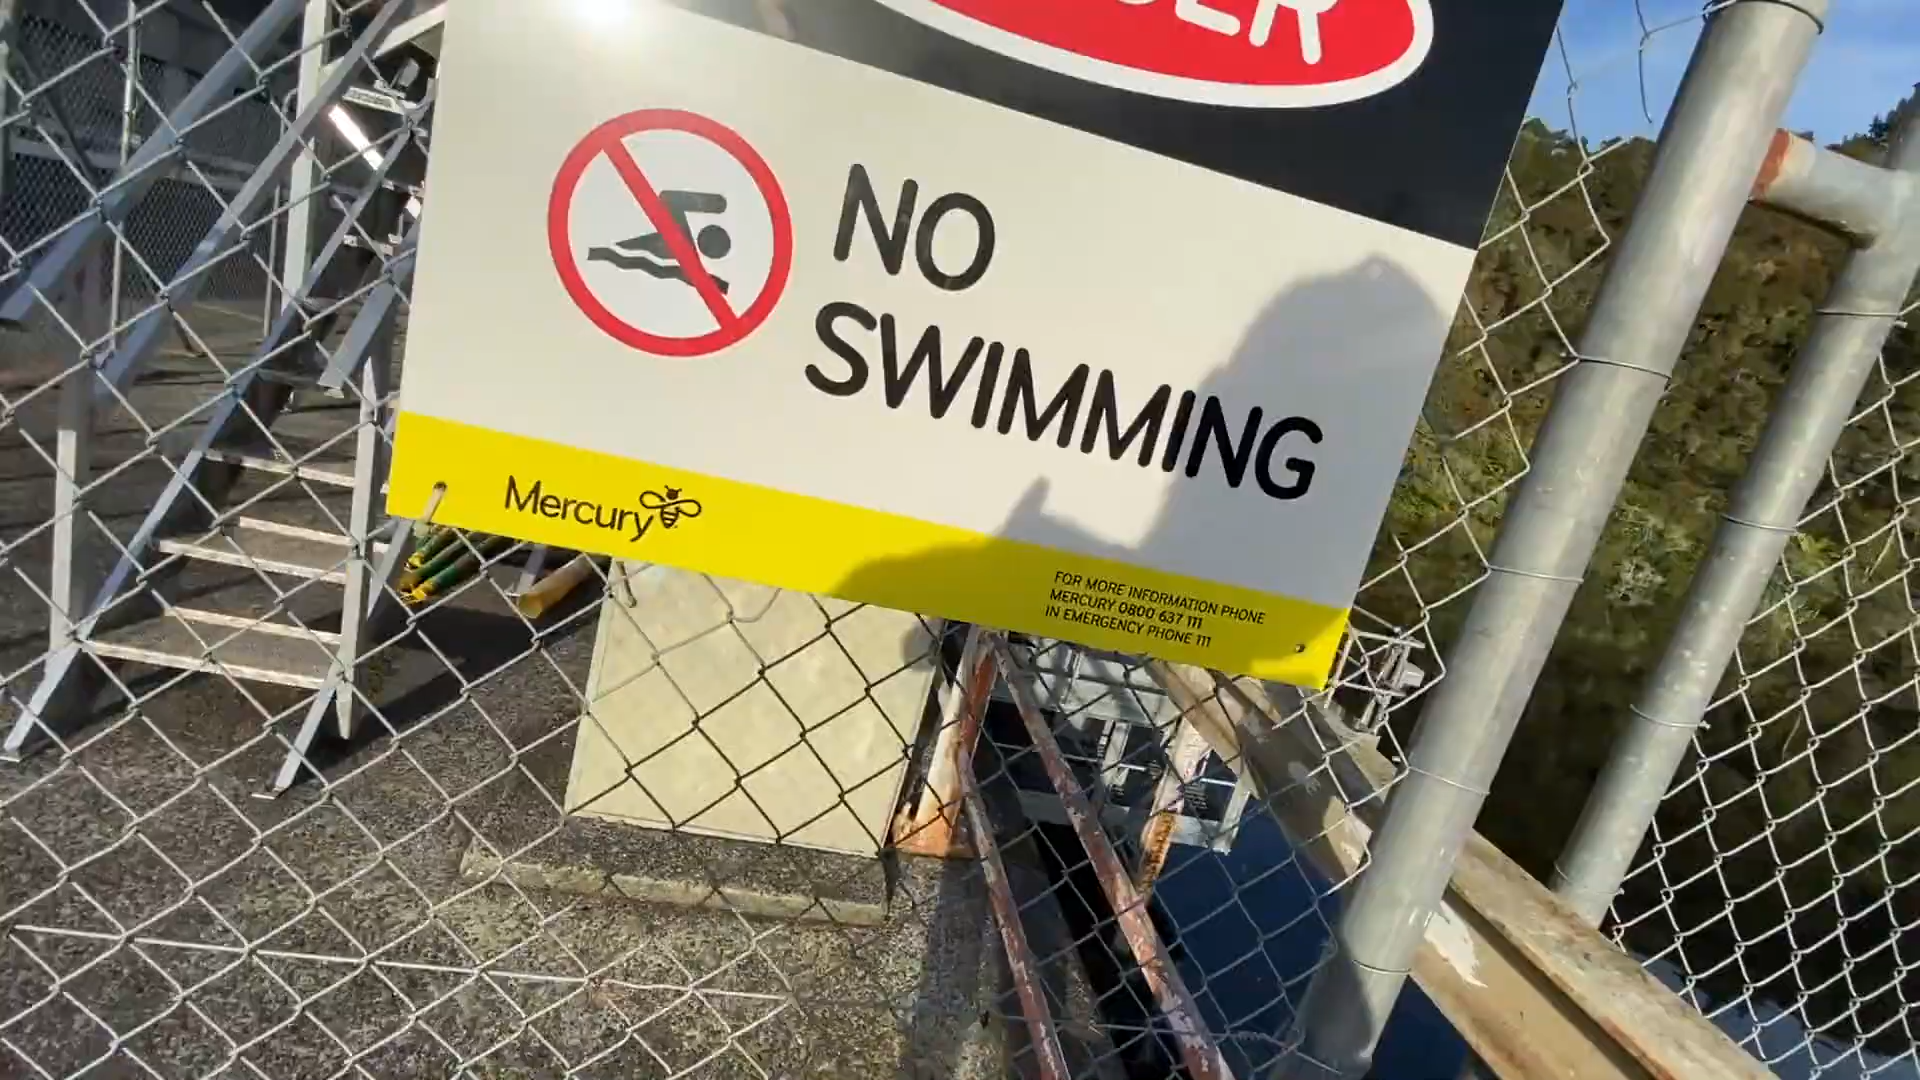 NO
SWIMMING
Mercury
FOR MORE INFORMATION PHONE
MERCURY 0800 637 111
IN EMERGENCY PHONE 111